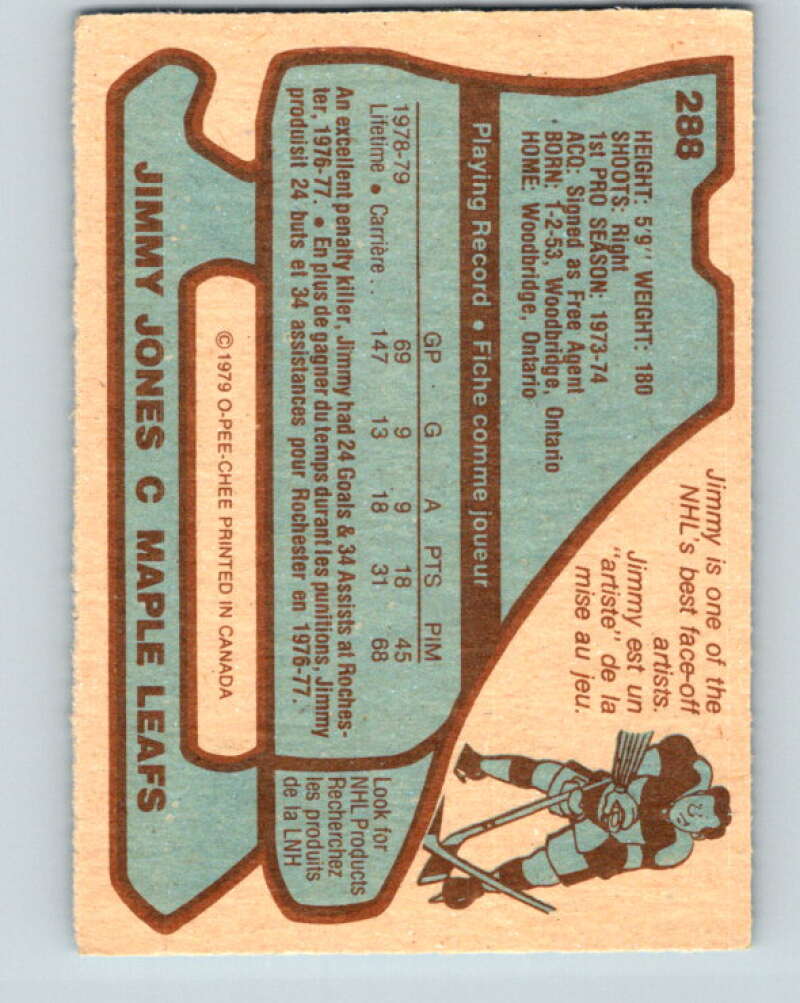 288
HEIGHT: 5'9" WEIGHT: 180
SHOOTS: Right
1st PRO SEASON: 1973-74
ACQ: Signed as Free Agent
BORN: 1-2-53, Woodbridge, Ontario
HOME: Woodbridge, Ontario
Jimmy is one of the
NHL's best face-off
artists.
Jimmy est un
"artiste" de la
mise au jeu.
Playing Record • Fiche comme joueur
GP G A PTS PIM
1978-79 69 9 9 18 45
Lifetime • Carrière . . 147 13 18 31 68
An excellent penalty killer, Jimmy had 24 Goals & 34 Assists at Roches-
ter, 1976-77. • En plus de gagner du temps durant les punitions, Jimmy
produisit 24 buts et 34 assistances pour Rochester en 1976-77.
Look for
NHL Products
Recherchez
les produits
de la LNH
©1979 O-PEE-CHEE PRINTED IN CANADA
JIMMY JONES C MAPLE LEAFS